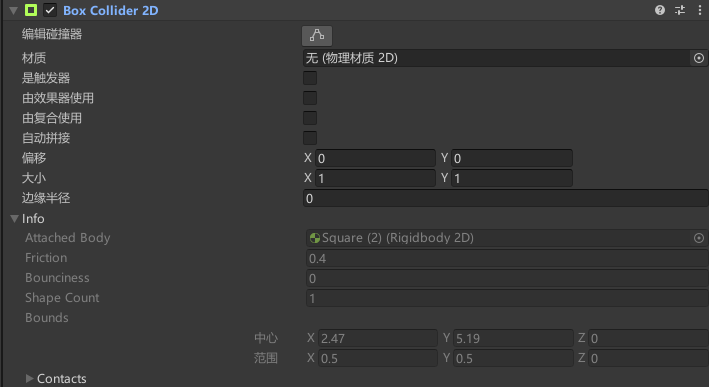 Box Collider 2D
编辑碰撞器
材质 无 (物理材质 2D)
是触发器
由效果器使用
由复合使用
自动拼接
偏移 X 0 Y 0
大小 X 1 Y 1
边缘半径 0
Info
Attached Body Square (2) (Rigidbody 2D)
Friction 0.4
Bounciness 0
Shape Count 1
Bounds
中心 X 2.47 Y 5.19 Z 0
范围 X 0.5 Y 0.5 Z 0
Contacts